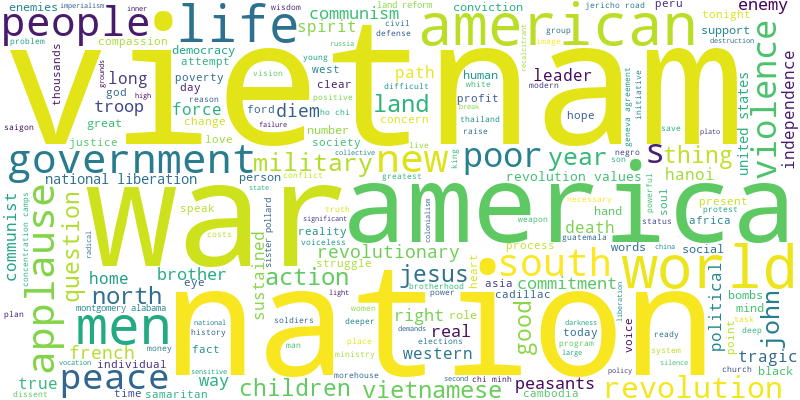 enemies imperialism inner wisdom land reform jericho road peru enemy
people life communism conviction american tonight
problem compassion spirit civil defense group support destruction
vietnam
thousands democracy attempt russia young vision west path human leader image recalcitrant independence
long poverty god day clear positive difficult white profit modern hope
troop force reason grounds high ford diem ho chi land break thailand initiative geneva agreement united states violence
saigon great change failure number concern raise save plato
justice love society live
government military new poor year s thing
national liberation person collective conflict greatest king negro son revolution values hanoi
war america
communist concentration camps state necessary powerful soul present protest
applause question speak truth significant voiceless sister pollard costs reality colonialism weapon hand death status africa
radical sustained revolutionary process guatemala words china social
home brother struggle heart south world
eye action jesus asia commitment
north light brotherhood power cadillac bombs
plan montgomery alabama women liberation mind
nation
men national history soldiers deeper right role good today darkness program large voice ready political point task deep john
french fact man place demands elections real system tragic
vocation money ministry western policy silence
true individual peace sensitive way morehouse second chi minh peasants church black
dissent time samaritan children vietnamese cambodia revolution